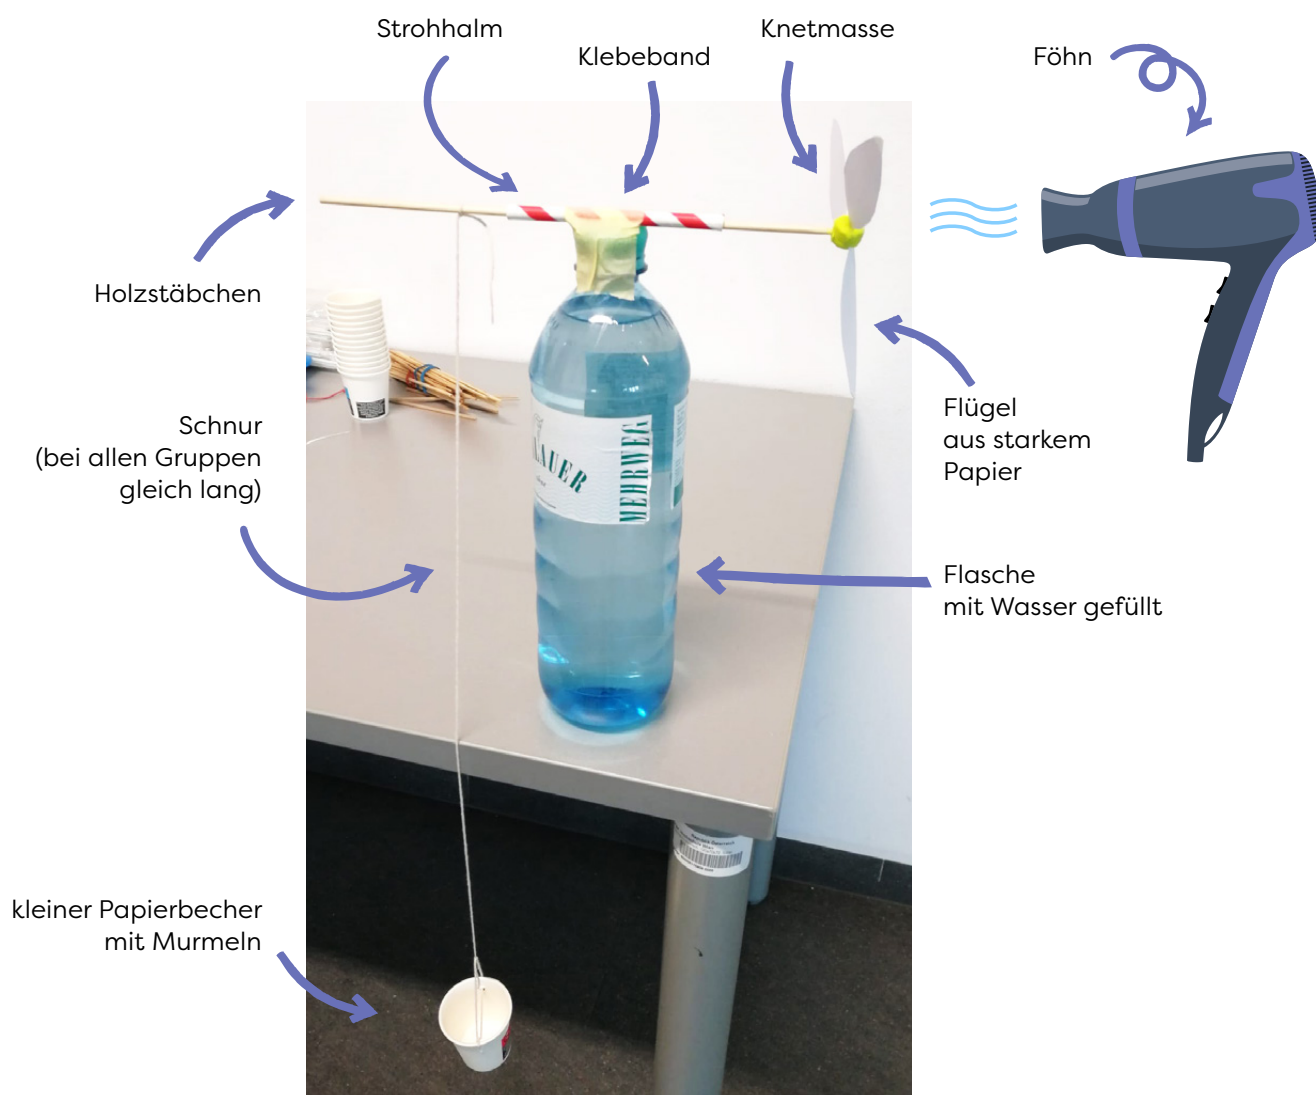 Strohhalm
Klebeband
Knetmasse
Föhn
Holzstäbchen
Schnur
(bei allen Gruppen
gleich lang)
Flügel
aus starkem
Papier
AUER
MEHRWEG
Flasche
mit Wasser gefüllt
kleiner Papierbecher
mit Murmeln